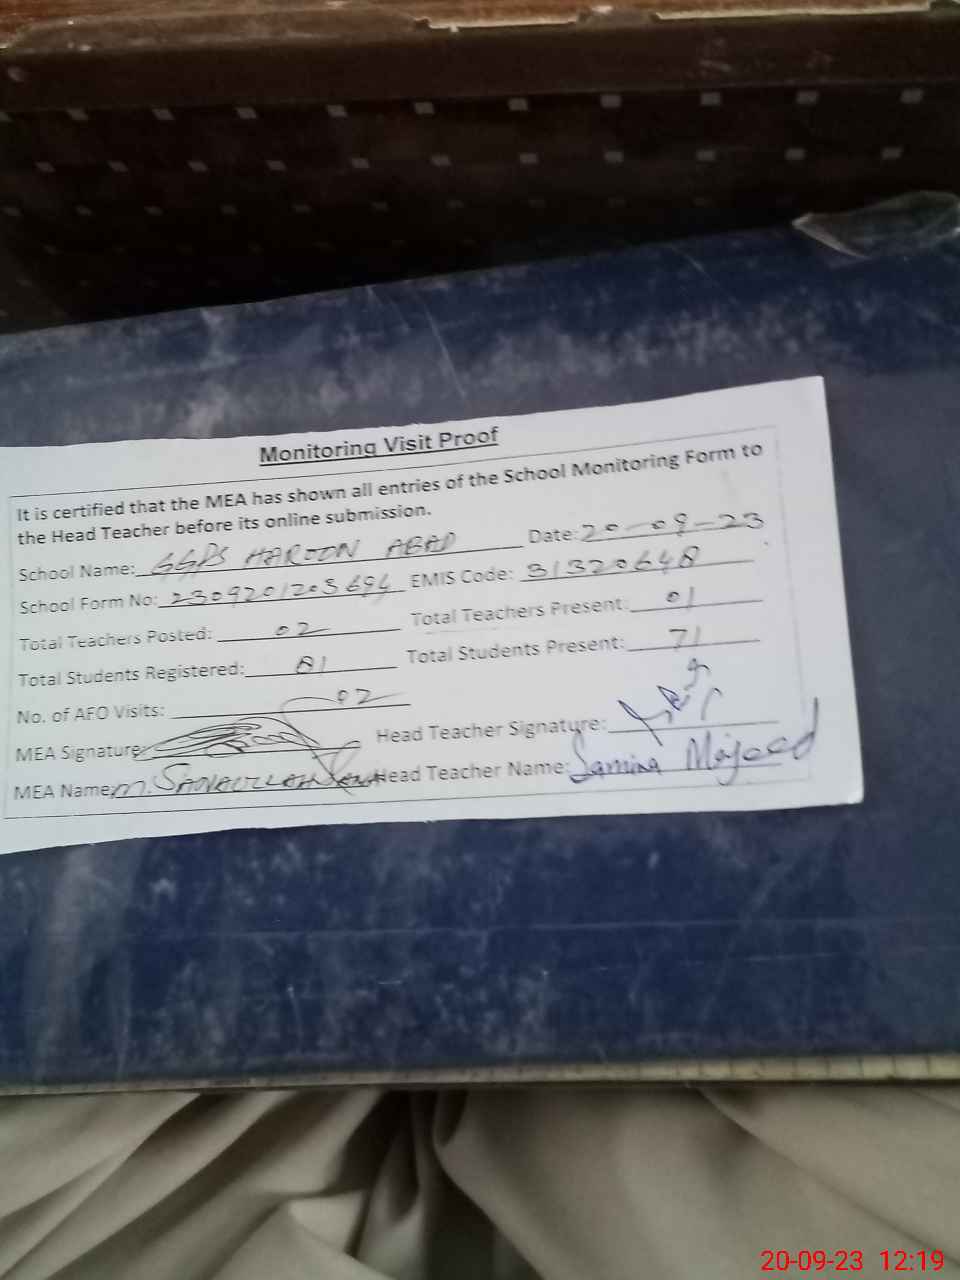 Monitoring Visit Proof
It is certified that the MEA has shown all entries of the School Monitoring Form to
the Head Teacher before its online submission.
School Name: GGPS HAROON ABAD Date: 20-09-23
School Form No: 2309201203694 EMIS Code: 31320648
Total Teachers Posted: 02 Total Teachers Present: 01
Total Students Registered: 81 Total Students Present: 71
No. of AEO Visits: 02
MEA Signature: Head Teacher Signature:
MEA Name: M. SANAULLAH Head Teacher Name: Samina Majeed
20-09-23 12:19